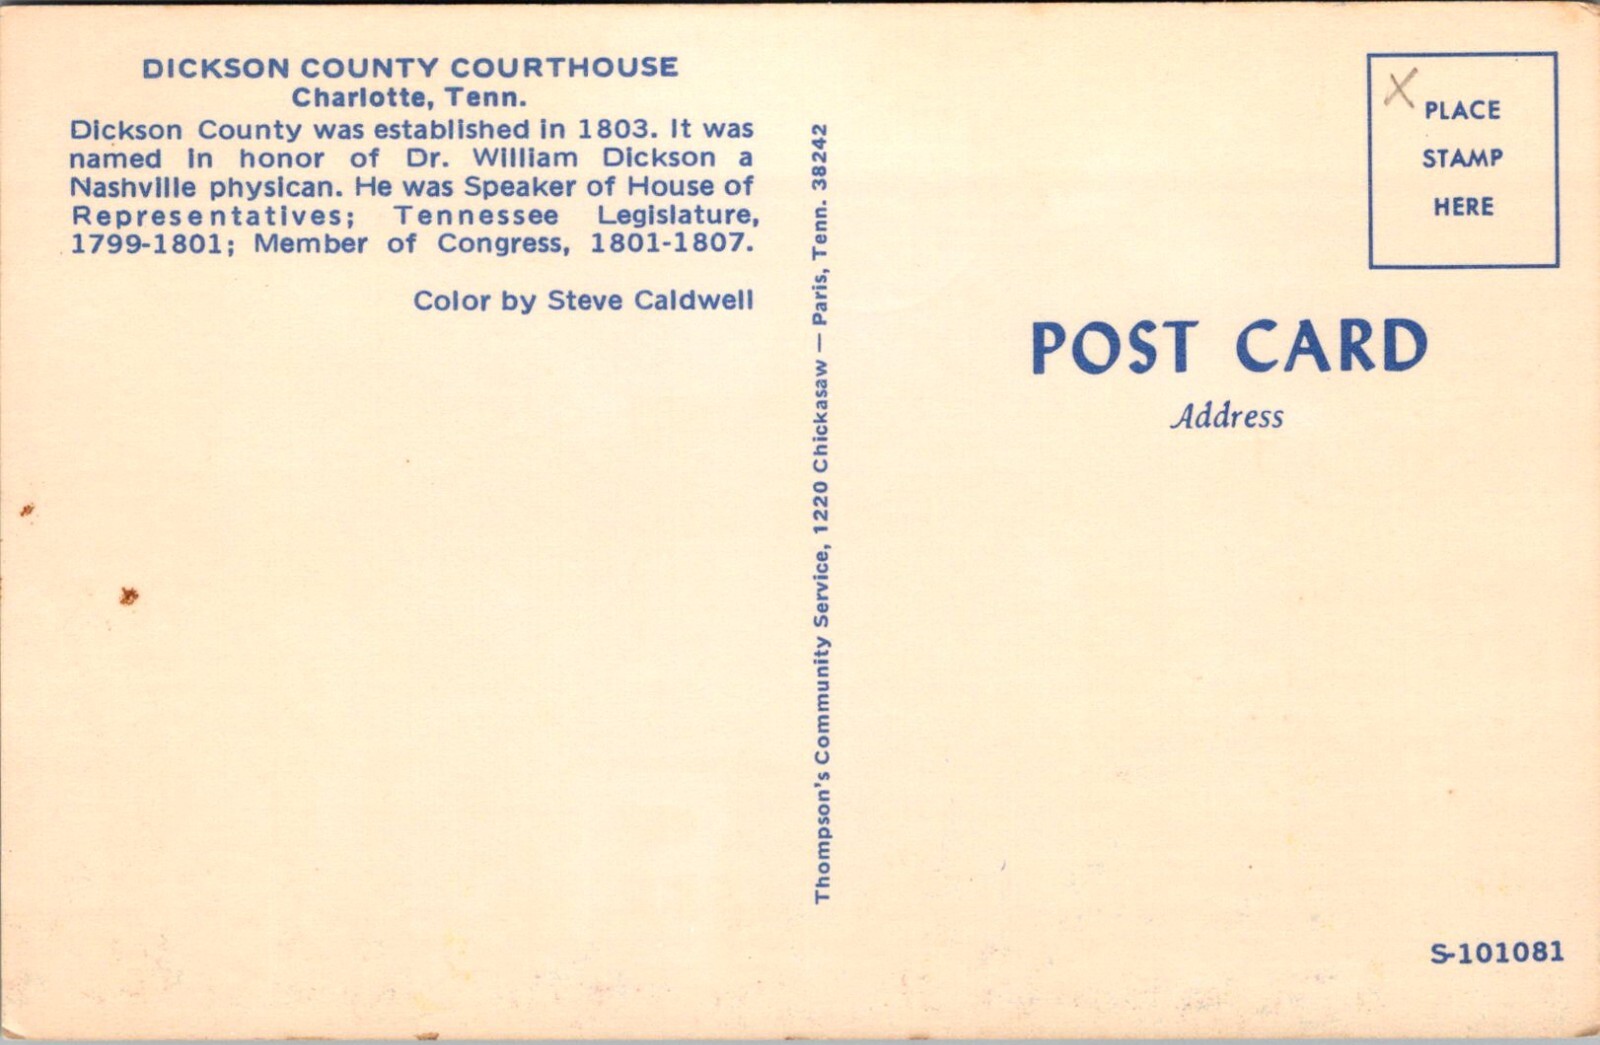 DICKSON COUNTY COURTHOUSE
Charlotte, Tenn.
Dickson County was established in 1803. It was
named in honor of Dr. William Dickson a
Nashville physican. He was Speaker of House of
Representatives; Tennessee Legislature,
1799-1801; Member of Congress, 1801-1807.
Color by Steve Caldwell
Thompson's Community Service, 1220 Chickasaw — Paris, Tenn. 38242
X
PLACE
STAMP
HERE
POST CARD
Address
S-101081